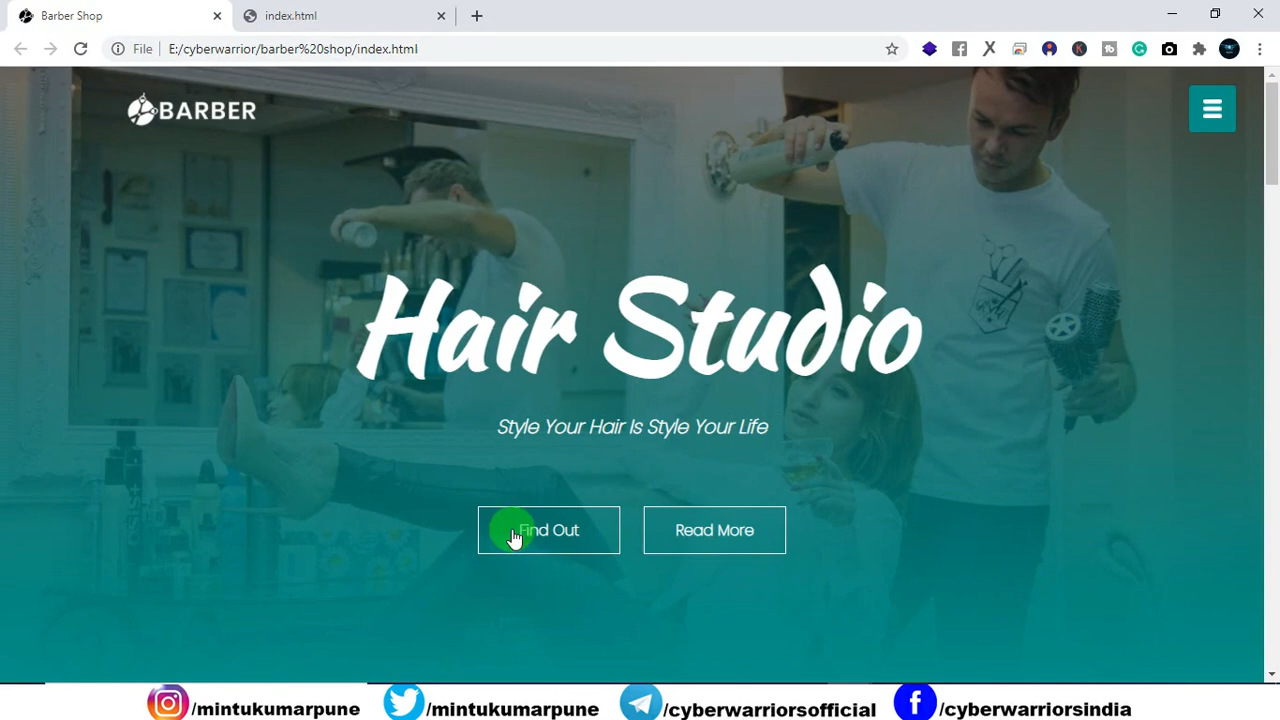 Barber Shop
index.html
File
E:/cyberwarrior/barber%20shop/index.html
BARBER
Hair Studio
Style Your Hair Is Style Your Life
Find Out
Read More
/mintukumarpune
/mintukumarpune
/cyberwarriorsofficial
/cyberwarriorsindia